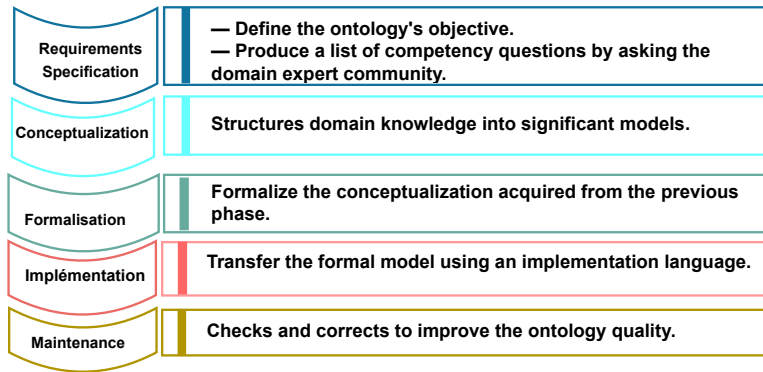 Requirements
Specification
— Define the ontology's objective.
— Produce a list of competency questions by asking the
domain expert community.
Conceptualization
Structures domain knowledge into significant models.
Formalisation
Formalize the conceptualization acquired from the previous
phase.
Implémentation
Transfer the formal model using an implementation language.
Maintenance
Checks and corrects to improve the ontology quality.